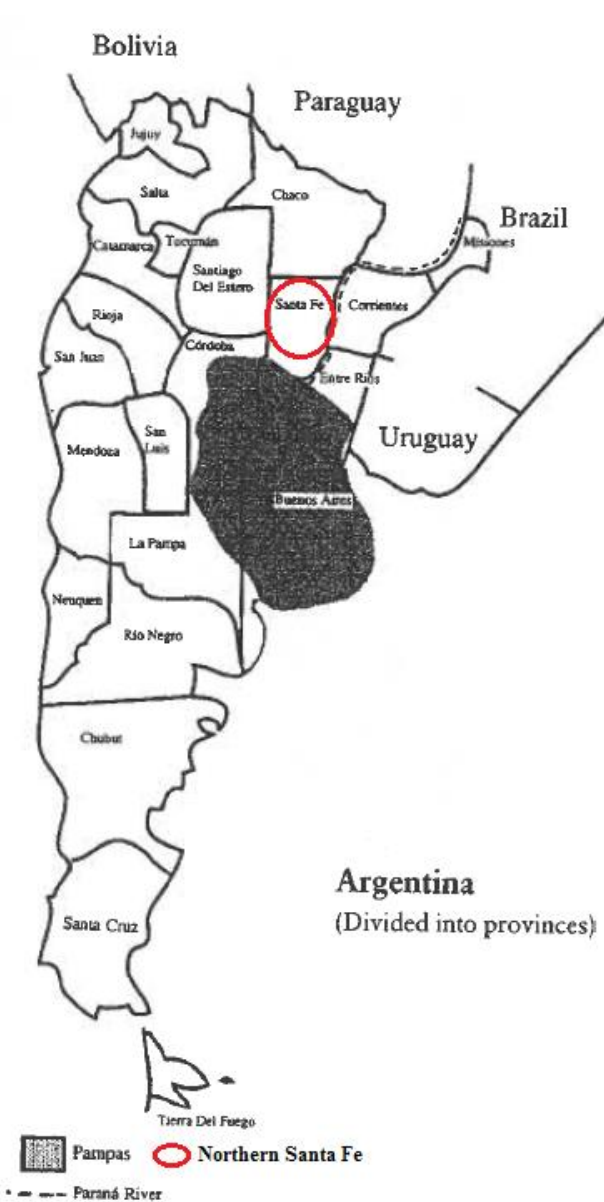 Bolivia
Paraguay
Jujuy
Salta
Chaco
Brazil
Misiones
Catamarca
Tucumán
Santiago
Del Estero
Santa Fe
Corrientes
Rioja
Córdoba
San Juan
Entre Rios
Uruguay
San
Luis
Mendoza
Buenos Aires
La Pampa
Neuquen
Rio Negro
Chubut
Argentina
(Divided into provinces)
Santa Cruz
Tierra Del Fuego
Pampas
Northern Santa Fe
Paraná River